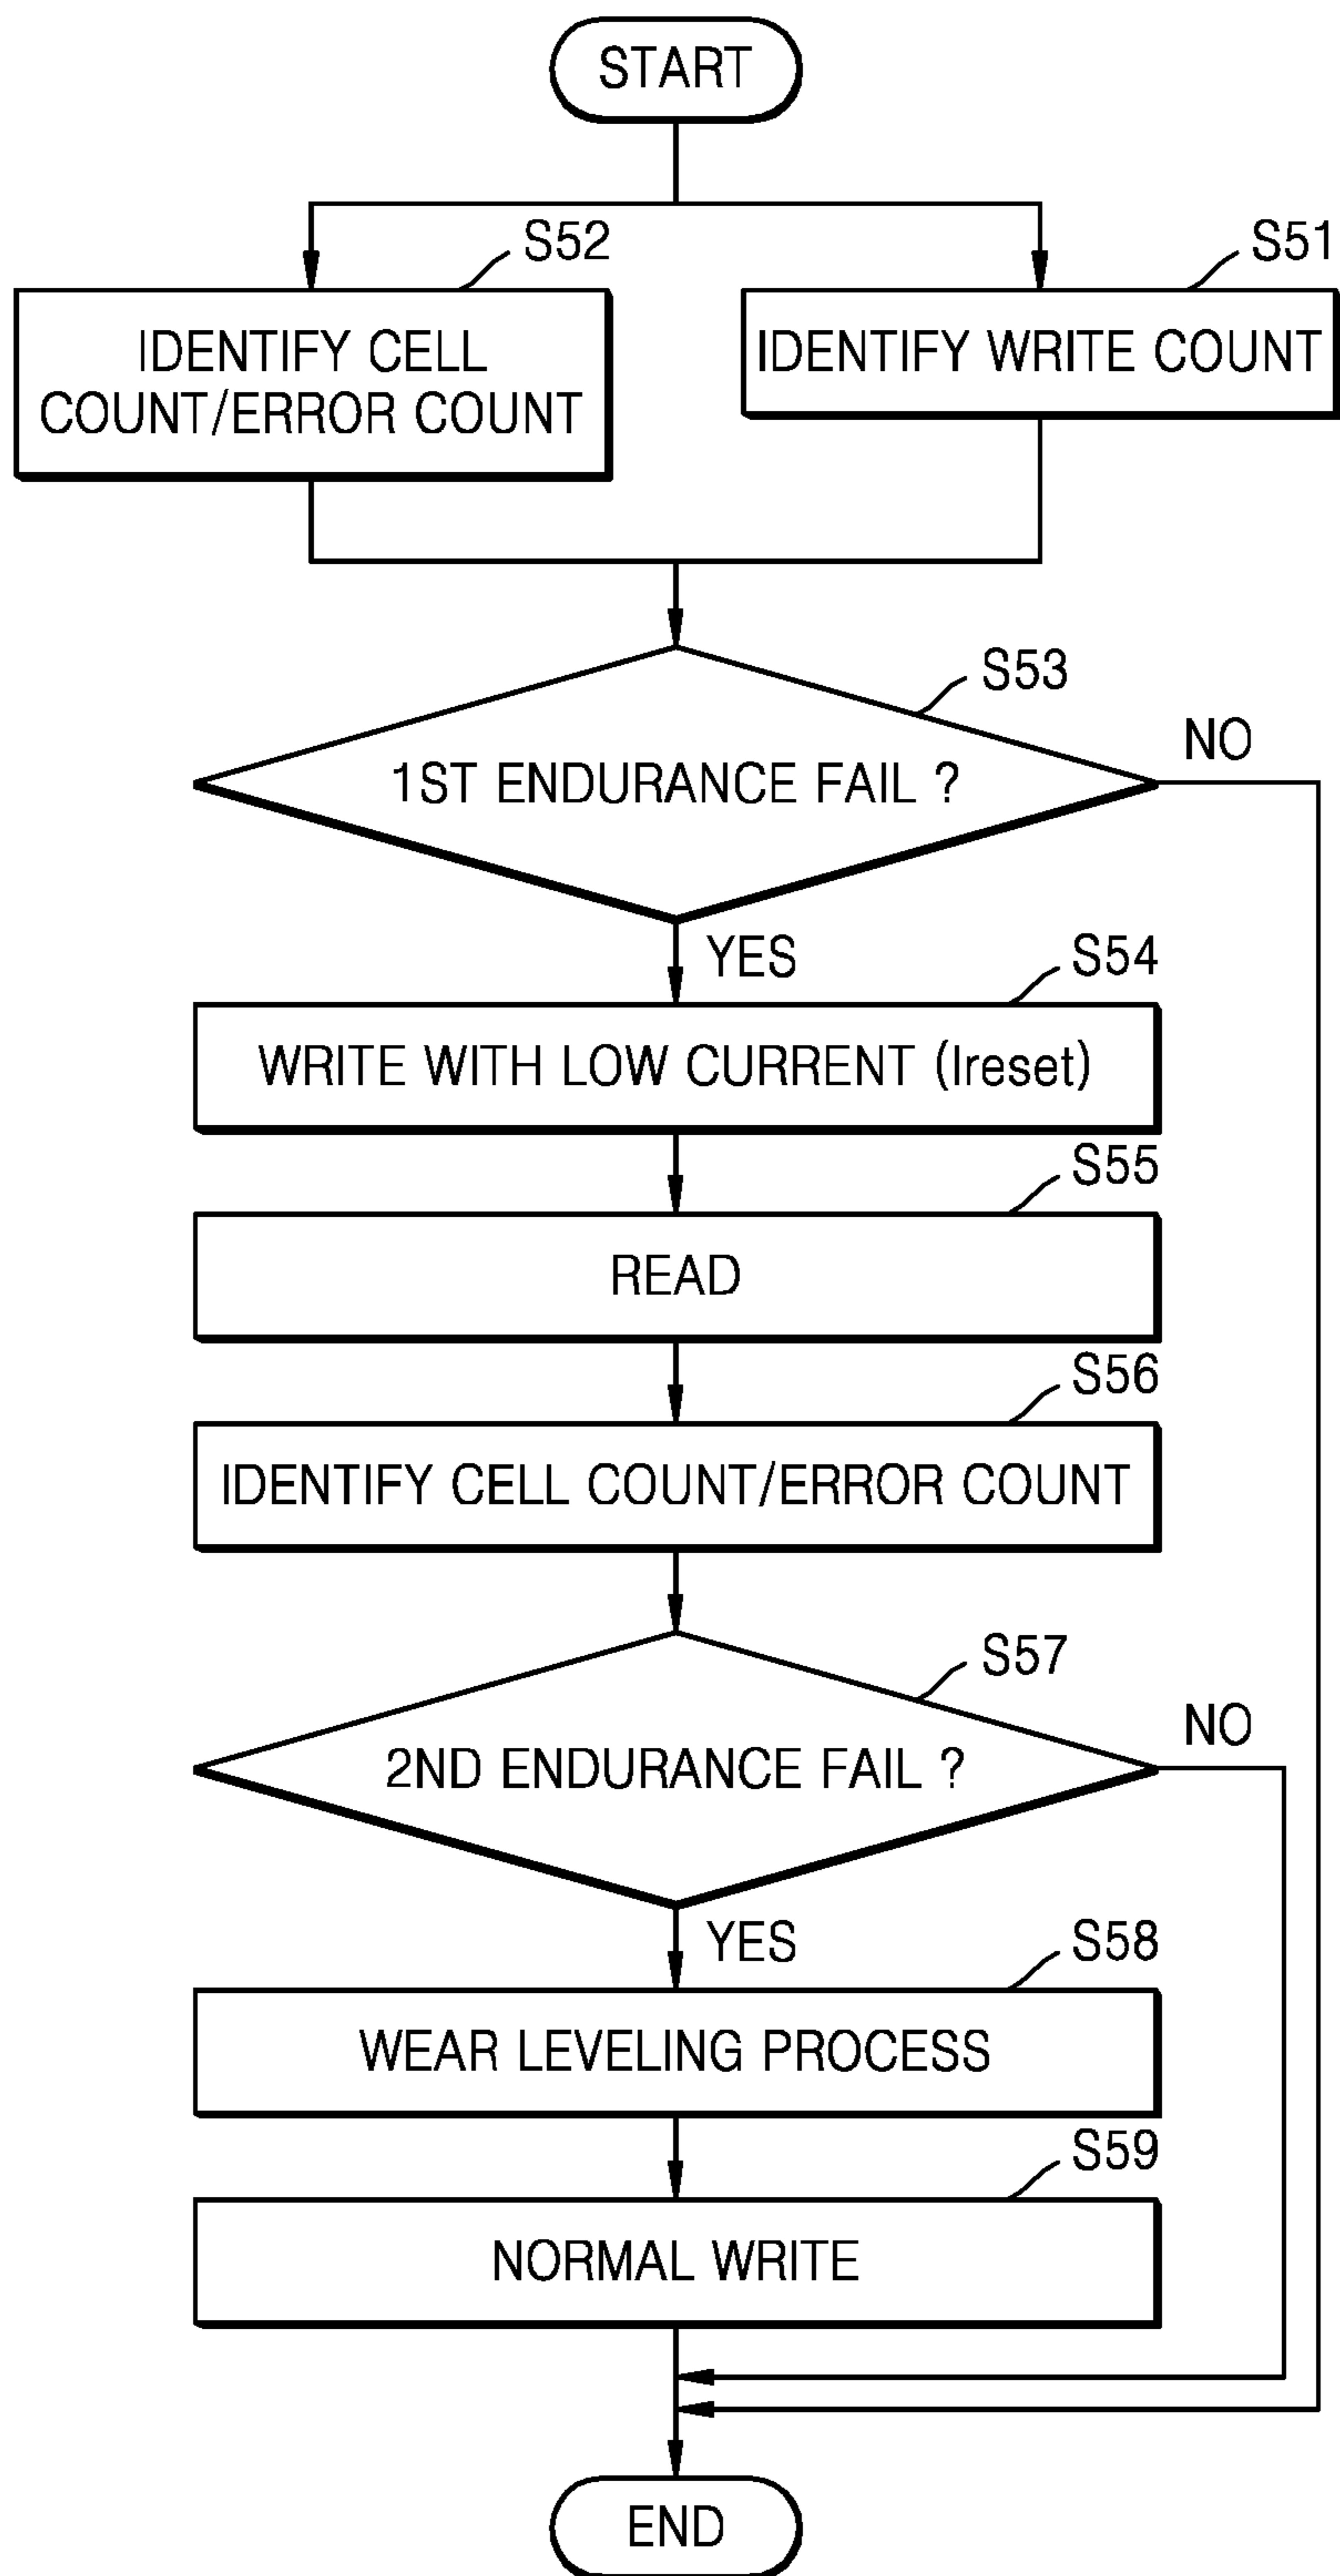 START
S52
S51
IDENTIFY CELL
COUNT/ERROR COUNT
IDENTIFY WRITE COUNT
S53
1ST ENDURANCE FAIL ?
NO
YES
S54
WRITE WITH LOW CURRENT (Ireset)
S55
READ
S56
IDENTIFY CELL COUNT/ERROR COUNT
S57
2ND ENDURANCE FAIL ?
NO
YES
S58
WEAR LEVELING PROCESS
S59
NORMAL WRITE
END